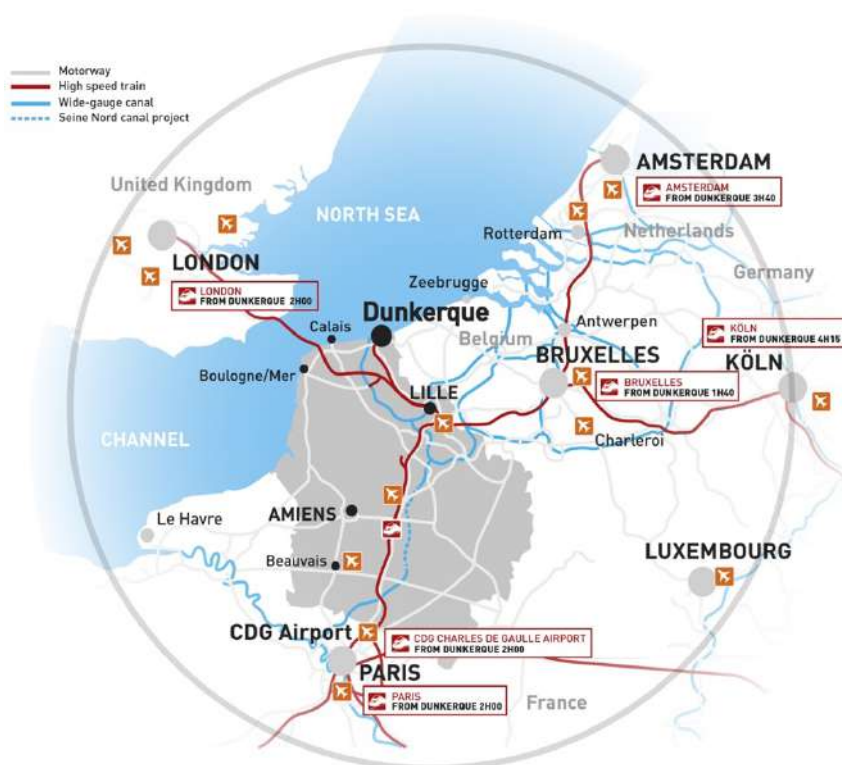 Motorway
High speed train
Wide-gauge canal
Seine Nord canal project
AMSTERDAM
AMSTERDAM
FROM DUNKERQUE 3H40
United Kingdom
NORTH SEA
Rotterdam
Netherlands
LONDON
LONDON
FROM DUNKERQUE 2H00
Zeebrugge
Germany
Dunkerque
Calais
Belgium
Antwerpen
KÖLN
FROM DUNKERQUE 4H15
BRUXELLES
KÖLN
Boulogne/Mer
LILLE
BRUXELLES
FROM DUNKERQUE 1H40
CHANNEL
Charleroi
Le Havre
AMIENS
Beauvais
LUXEMBOURG
CDG Airport
CDG CHARLES DE GAULLE AIRPORT
FROM DUNKERQUE 2H00
PARIS
PARIS
FROM DUNKERQUE 2H00
France